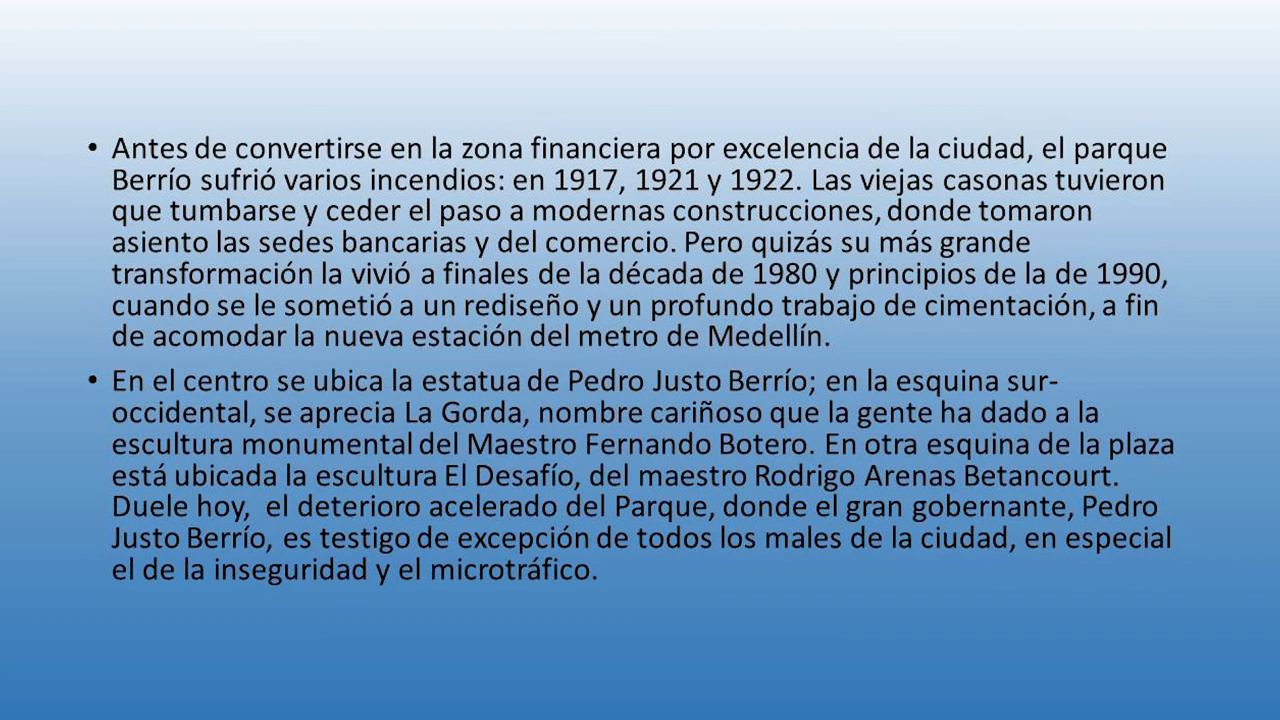 • Antes de convertirse en la zona financiera por excelencia de la ciudad, el parque
Berrío sufrió varios incendios: en 1917, 1921 y 1922. Las viejas casonas tuvieron
que tumbarse y ceder el paso a modernas construcciones, donde tomaron
asiento las sedes bancarias y del comercio. Pero quizás su más grande
transformación la vivió a finales de la década de 1980 y principios de la de 1990,
cuando se le sometió a un rediseño y un profundo trabajo de cimentación, a fin
de acomodar la nueva estación del metro de Medellín.
• En el centro se ubica la estatua de Pedro Justo Berrío; en la esquina sur-
occidental, se aprecia La Gorda, nombre cariñoso que la gente ha dado a la
escultura monumental del Maestro Fernando Botero. En otra esquina de la plaza
está ubicada la escultura El Desafío, del maestro Rodrigo Arenas Betancourt.
Duele hoy,  el deterioro acelerado del Parque, donde el gran gobernante, Pedro
Justo Berrío, es testigo de excepción de todos los males de la ciudad, en especial
el de la inseguridad y el microtráfico.